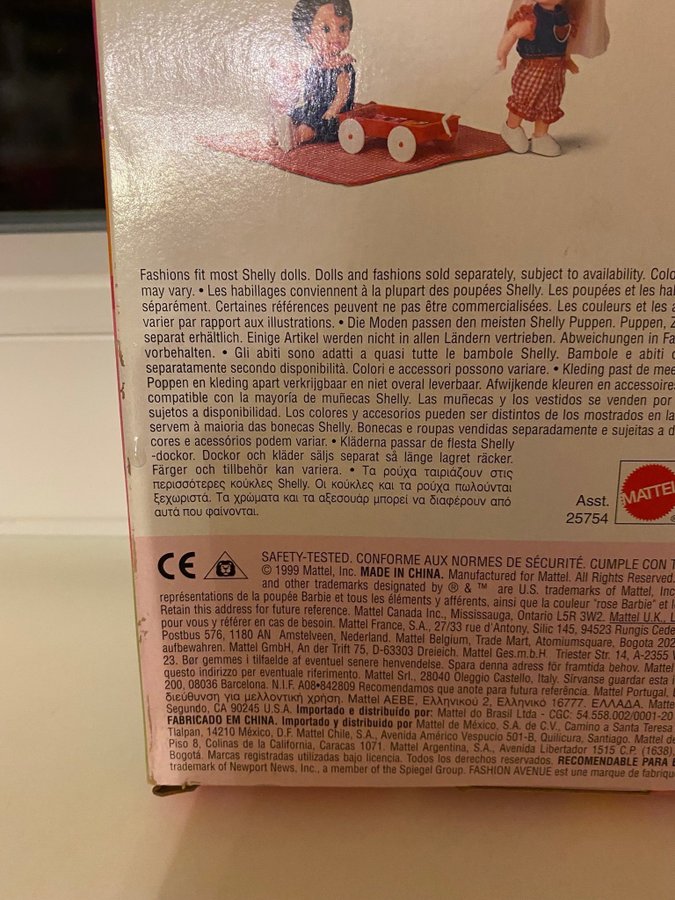 Fashions fit most Shelly dolls. Dolls and fashions sold separately, subject to availability. Colo
may vary. • Les habillages conviennent à la plupart des poupées Shelly. Les poupées et les hal
séparément. Certaines références peuvent ne pas être commercialisées. Les couleurs et les a
varier par rapport aux illustrations. • Die Moden passen den meisten Shelly Puppen. Puppen, Z
separat erhältlich. Einige Artikel werden nicht in allen Ländern vertrieben. Abweichungen in Fa
vorbehalten. • Gli abiti sono adatti a quasi tutte le bambole Shelly. Bambole e abiti
separatamente secondo disponibilità. Colori e accessori possono variare. • Kleding past de mee
Poppen en kleding apart verkrijgbaar en niet overal leverbaar. Afwijkende kleuren en accessoire
compatible con la mayoría de muñecas Shelly. Las muñecas y los vestidos se venden por
sujetos a disponibilidad. Los colores y accesorios pueden ser distintos de los mostrados en la
servem à maioria das bonecas Shelly. Bonecas e roupas vendidas separadamente e sujeitas a d
cores e acessórios podem variar. • Kläderna passar de flesta Shelly
-dockor. Dockor och kläder säljs separat så länge lagret räcker.
Färger och tillbehör kan variera. • Τα ρούχα ταιριάζουν στις
περισσότερες κούκλες Shelly. Οι κούκλες και τα ρούχα πωλούνται
ξεχωριστά. Τα χρώματα και τα αξεσουάρ μπορεί να διαφέρουν από
αυτά που φαίνονται.
Asst.
25754
MATTEL
®
CE
SAFETY-TESTED. CONFORME AUX NORMES DE SÉCURITÉ. CUMPLE CON
© 1999 Mattel, Inc. MADE IN CHINA. Manufactured for Mattel. All Rights Reserved.
and other trademarks designated by ® & ™ are U.S. trademarks of Mattel, Inc
représentations de la poupée Barbie et tous les éléments y afférents, ainsi que la couleur "rose Barbie" et
Retain this address for future reference. Mattel Canada Inc., Mississauga, Ontario L5R 3W2. Mattel U.K., L
pour vous y référer en cas de besoin. Mattel France, S.A., 27/33 rue d'Antony, Silic 145, 94523 Rungis Cede
Postbus 576, 1180 AN Amstelveen, Nederland. Mattel Belgium, Trade Mart, Atomiumsquare, Bogota 202
aufbewahren. Mattel GmbH, An der Trift 75, D-63303 Dreieich. Mattel Ges.m.b.H Triester Str. 14, A-2355
23. Bør gemmes i tilfælde af eventuel senere henvendelse. Spara denna adress för framtida behov. Mattel
questo indirizzo per eventuale riferimento. Mattel Srl., 28040 Oleggio Castello, Italy. Sírvanse guardar esta
200, 08036 Barcelona. N.I.F. A08•842809 Recomendamos que anote para futura referência. Mattel Portugal,
διεύθυνση για μελλοντική χρήση. Mattel AEBE, Ελληνικού 2, Ελληνικό 16777, ΕΛΛΑΔΑ. Matte
Segundo, CA 90245 U.S.A. Importado e distribuído por: Mattel do Brasil Ltda - CGC: 54.558.002/0001-20
FABRICADO EM CHINA. Importado y distribuido por Mattel de México, S.A. de C.V., Camino a Santa Teresa
Tlalpan, 14210 México, D.F. Mattel Chile, S.A., Avenida Américo Vespucio 501-B, Quilicura, Santiago. Mattel de
Piso 8, Colinas de la California, Caracas 1071. Mattel Argentina, S.A., Avenida Libertador 1515 C.P. (1638),
Bogotá. Marcas registradas utilizadas bajo licencia. Todos los derechos reservados. RECOMENDABLE PARA
trademark of Newport News, Inc., a member of the Spiegel Group. FASHION AVENUE est une marque de fabriqu